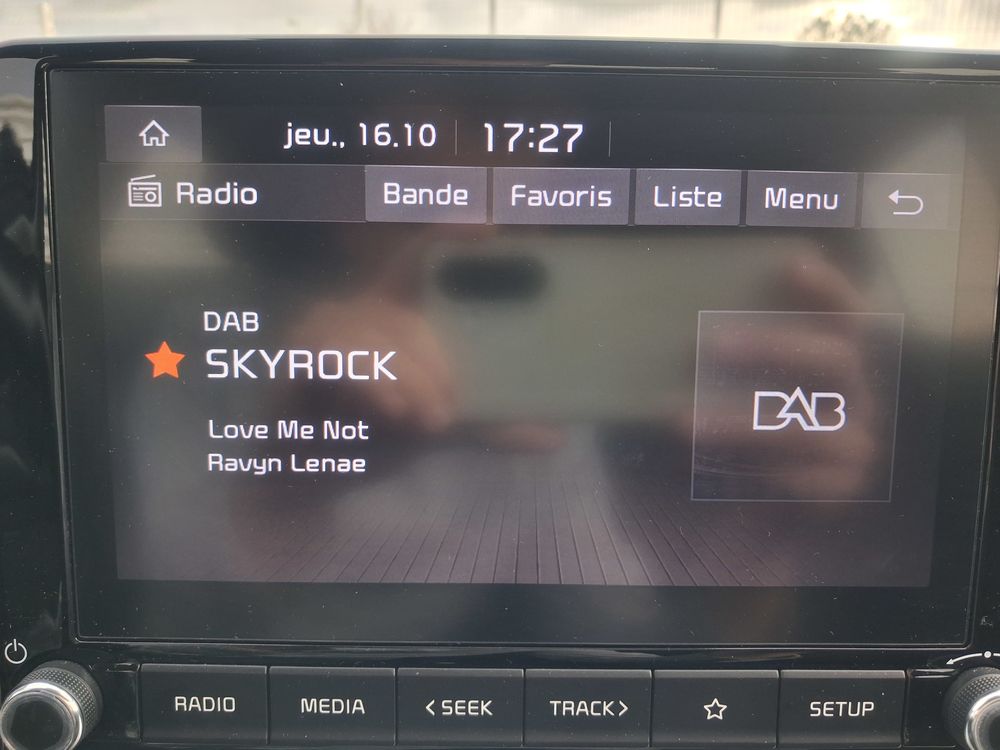 jeu., 16.10 17:27
Radio Bande Favoris Liste Menu
DAB
SKYROCK
Love Me Not
Ravyn Lenae
DAB
RADIO MEDIA <SEEK TRACK> SETUP